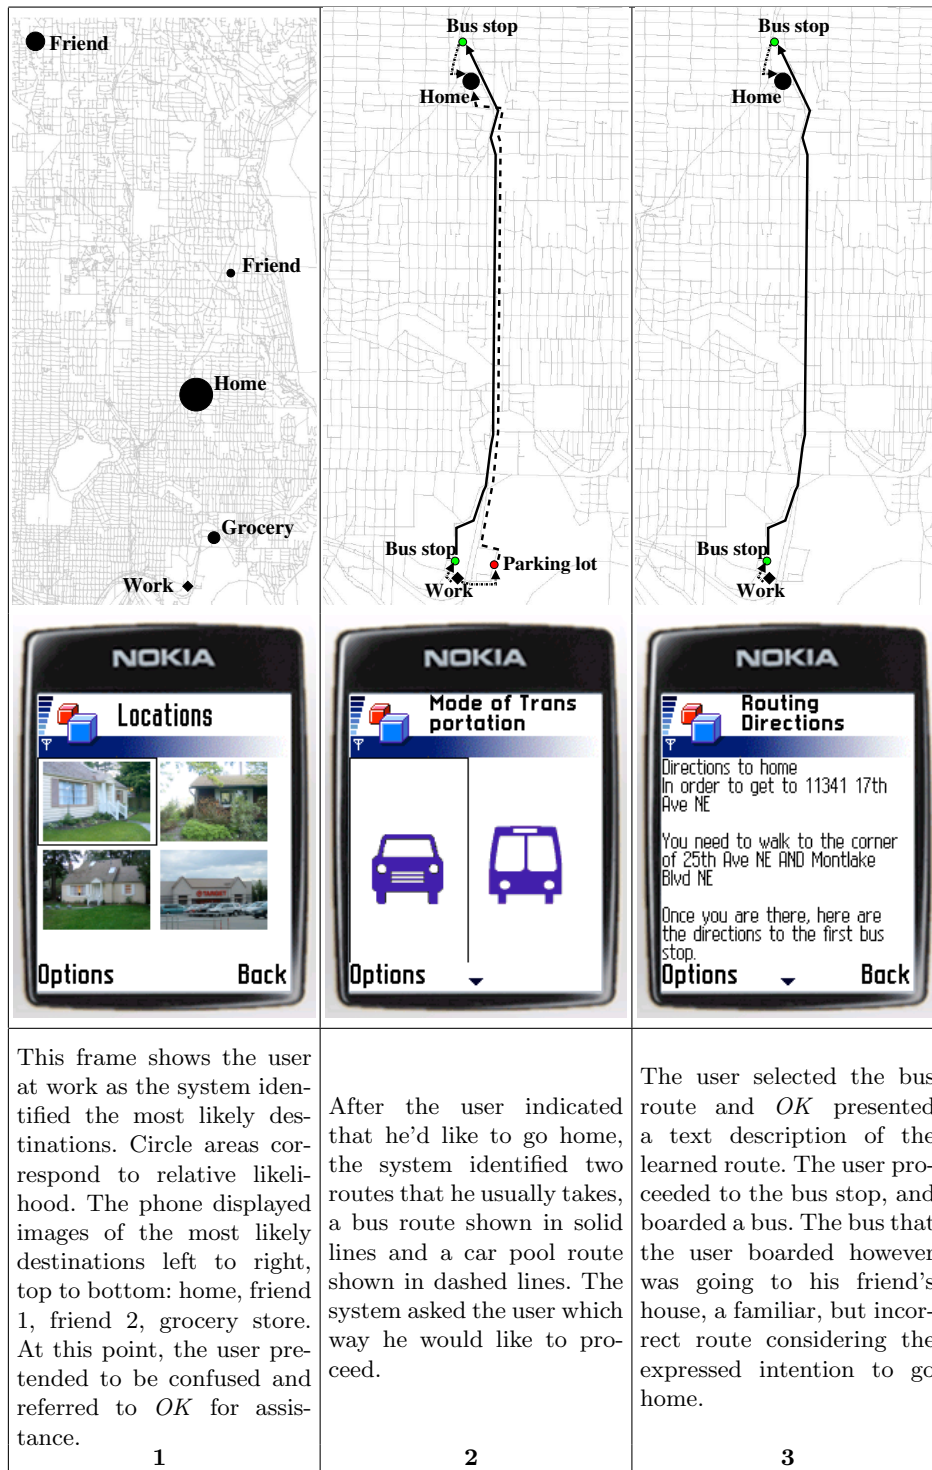 Friend
Friend
Home
Grocery
Work
NOKIA
Locations
TARGET
Options
Back
This frame shows the user
at work as the system iden-
tified the most likely des-
tinations. Circle areas cor-
respond to relative likeli-
hood. The phone displayed
images of the most likely
destinations left to right,
top to bottom: home, friend
1, friend 2, grocery store.
At this point, the user pre-
tended to be confused and
referred to OK for assis-
tance.
1
Bus stop
Home
Bus stop
Parking lot
Work
NOKIA
Mode of Trans
portation
Options
After the user indicated
that he'd like to go home,
the system identified two
routes that he usually takes,
a bus route shown in solid
lines and a car pool route
shown in dashed lines. The
system asked the user which
way he would like to pro-
ceed.
2
Bus stop
Home
Bus stop
Work
NOKIA
Routing
Directions
Directions to home
In order to get to 11341 17th
Ave NE
You need to walk to the corner
of 25th Ave NE AND Montlake
Blvd NE
Once you are there, here are
the directions to the first bus
stop.
Options
Back
The user selected the bus
route and OK presented
a text description of the
learned route. The user pro-
ceeded to the bus stop, and
boarded a bus. The bus that
the user boarded however
was going to his friend's
house, a familiar, but incor-
rect route considering the
expressed intention to go
home.
3